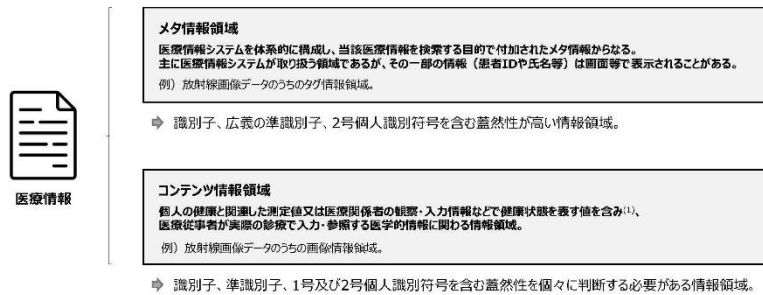 メタ情報領域
医療情報システムを体系的に構成し、当該医療情報を検索する目的で付加されたメタ情報からなる。
主に医療情報システムが取り扱う領域であるが、その一部の情報（患者IDや氏名等）は画面等で表示されることがある。
例）放射線画像データのうちのタグ情報領域。
⇒ 識別子、広義の準識別子、2号個人識別符号を含む蓋然性が高い情報領域。
医療情報
コンテンツ情報領域
個人の健康と関連した測定値又は医療関係者の観察・入力情報などで健康状態を表す値を含み(1)、
医療従事者が実際の診療で入力・参照する医学的情報に関わる情報領域。
例）放射線画像データのうちの画像情報領域。
⇒ 識別子、準識別子、1号及び2号個人識別符号を含む蓋然性を個々に判断する必要がある情報領域。